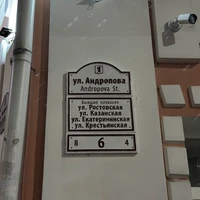 ул. Андропова
Andropova St.
Бывшие названия
ул. Ростовская
ул. Казанская
ул. Екатерининская
ул. Крестьянская
8 6 4